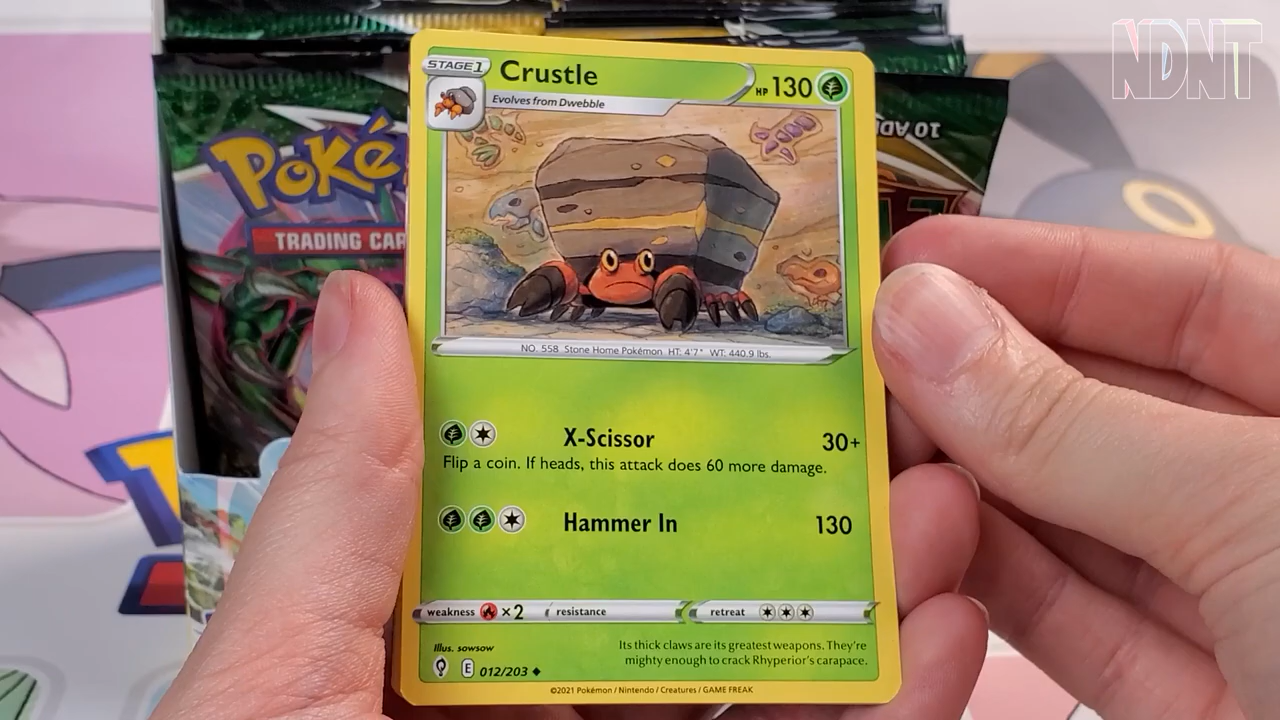 NDNT
POKé
TRADING CAR
10 ADD
STAGE 1
Crustle
HP 130
Evolves from Dwebble
NO. 558 Stone Home Pokémon HT: 4'7" WT: 440.9 lbs.
X-Scissor 30+
Flip a coin. If heads, this attack does 60 more damage.
Hammer In 130
weakness ×2 resistance retreat
Illus. sowsow
Its thick claws are its greatest weapons. They're
mighty enough to crack Rhyperior's carapace.
E 012/203
©2021 Pokémon / Nintendo / Creatures / GAME FREAK